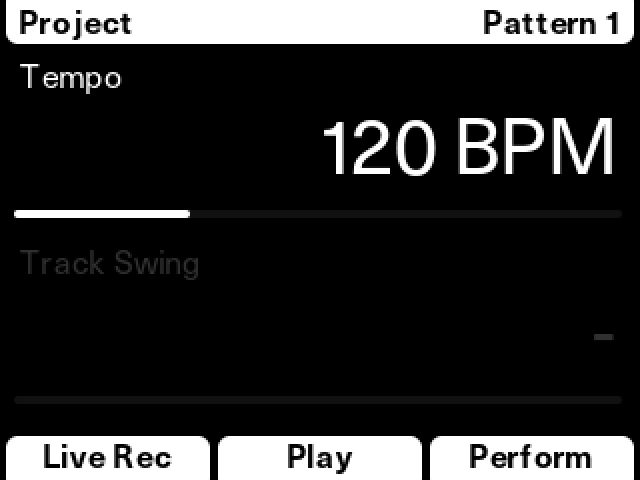 Project Pattern 1
Tempo
120 BPM
Track Swing
-
Live Rec Play Perform